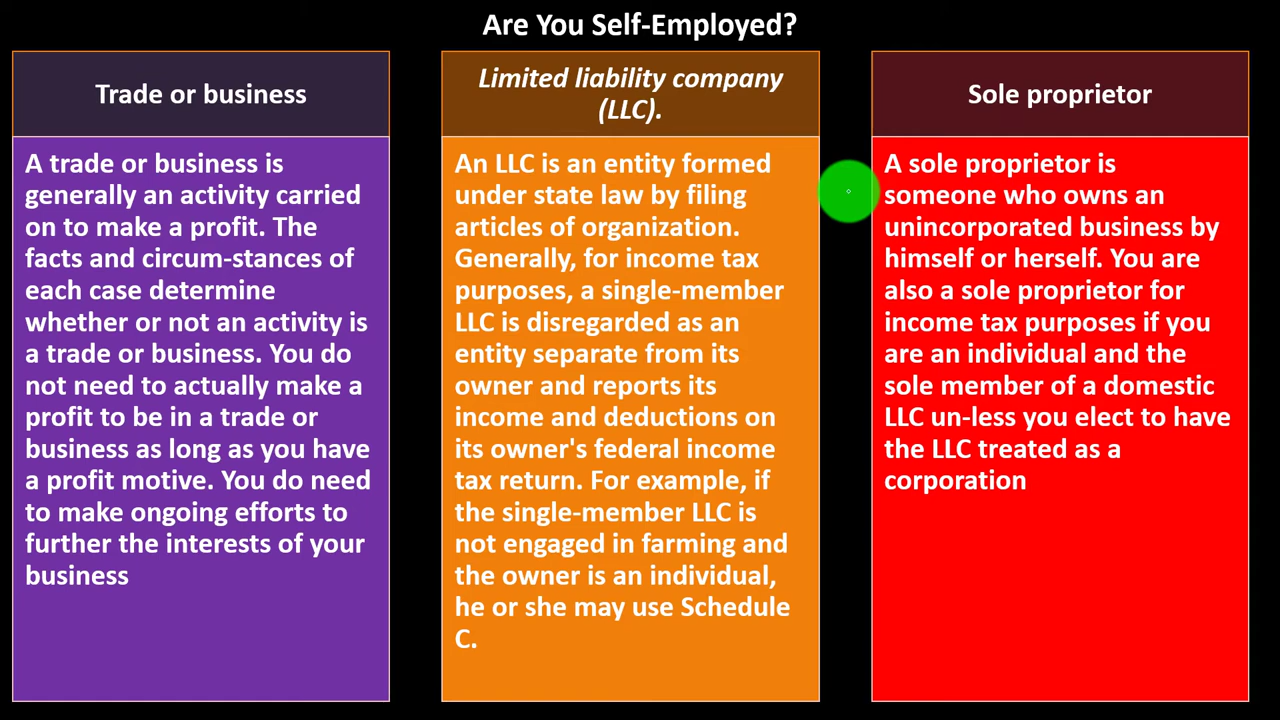 Are You Self-Employed?
Trade or business
A trade or business is
generally an activity carried
on to make a profit. The
facts and circum-stances of
each case determine
whether or not an activity is
a trade or business. You do
not need to actually make a
profit to be in a trade or
business as long as you have
a profit motive. You do need
to make ongoing efforts to
further the interests of your
business
Limited liability company
(LLC).
An LLC is an entity formed
under state law by filing
articles of organization.
Generally, for income tax
purposes, a single-member
LLC is disregarded as an
entity separate from its
owner and reports its
income and deductions on
its owner's federal income
tax return. For example, if
the single-member LLC is
not engaged in farming and
the owner is an individual,
he or she may use Schedule
C.
Sole proprietor
A sole proprietor is
someone who owns an
unincorporated business by
himself or herself. You are
also a sole proprietor for
income tax purposes if you
are an individual and the
sole member of a domestic
LLC un-less you elect to have
the LLC treated as a
corporation